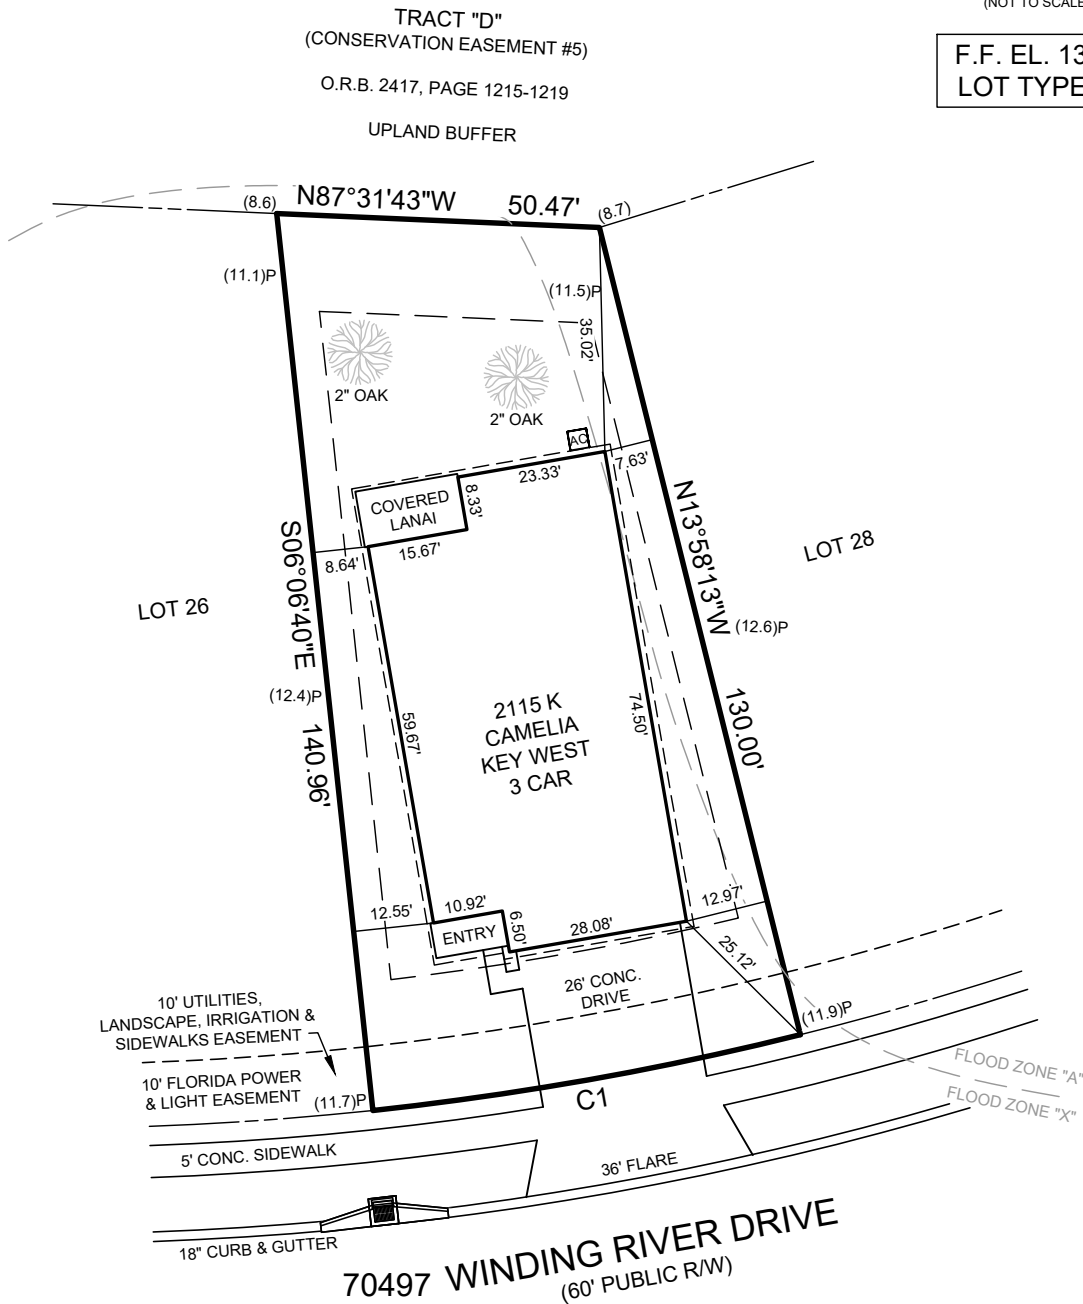 (NOT TO SCALE
TRACT "D"
(CONSERVATION EASEMENT #5)
O.R.B. 2417, PAGE 1215-1219
UPLAND BUFFER
F.F. EL. 13
LOT TYPE
(8.6)
N87°31'43"W 50.47'
(8.7)
(11.1)P
(11.5)P
35.02'
2" OAK
2" OAK
AC
23.33'
7.63'
COVERED
LANAI
8.33'
15.67'
8.64'
S06°06'40"E 140.96'
N13°58'13"W 130.00'
LOT 28
LOT 26
(12.6)P
(12.4)P
59.67'
74.50'
2115 K
CAMELIA
KEY WEST
3 CAR
12.55'
10.92'
ENTRY
6.50'
28.08'
12.97'
25.12'
26' CONC.
DRIVE
10' UTILITIES,
LANDSCAPE, IRRIGATION &
SIDEWALKS EASEMENT
10' FLORIDA POWER
& LIGHT EASEMENT
(11.7)P
(11.9)P
C1
FLOOD ZONE "A"
FLOOD ZONE "X"
5' CONC. SIDEWALK
36' FLARE
18" CURB & GUTTER
70497 WINDING RIVER DRIVE
(60' PUBLIC R/W)